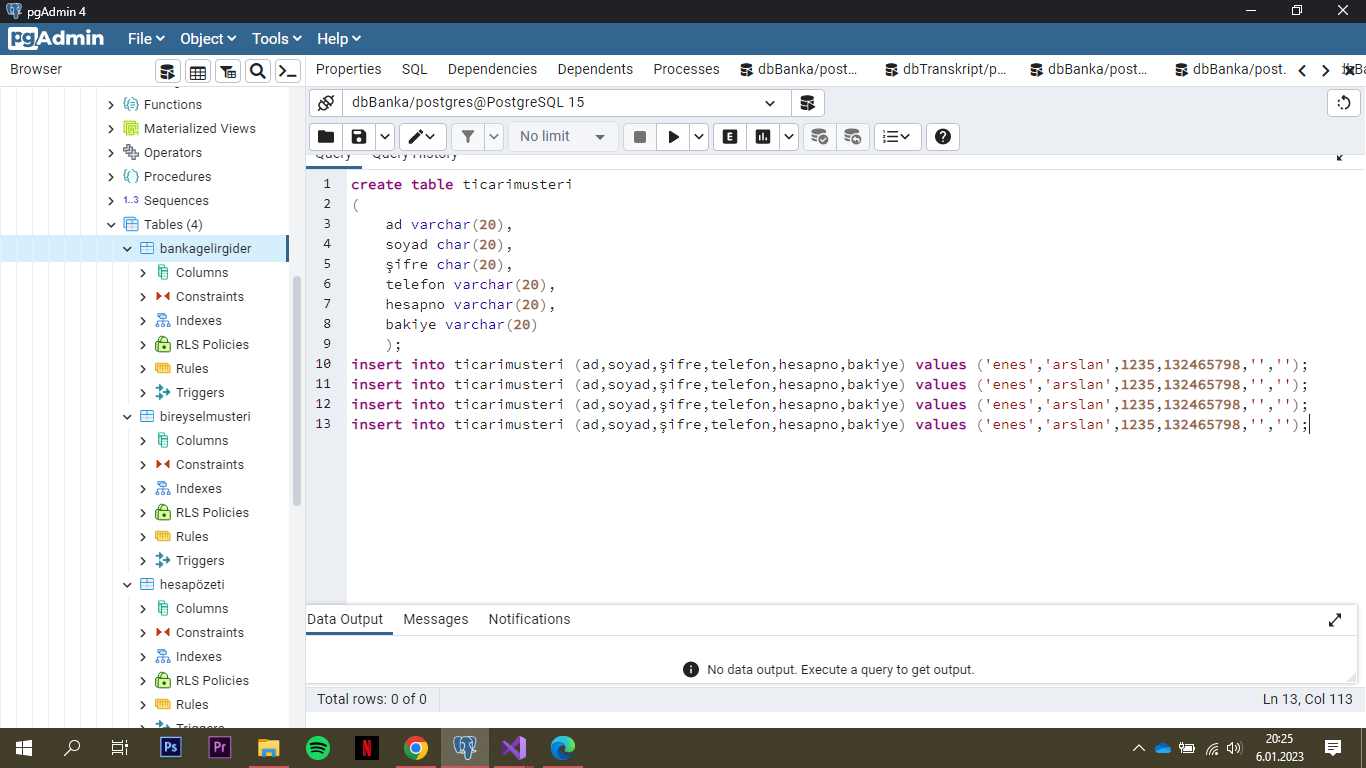 pgAdmin 4
pgAdmin File Object Tools Help
Browser
Properties SQL Dependencies Dependents Processes dbBanka/post... dbTranskript/p... dbBanka/post... dbBanka/post.
dbBanka/postgres@PostgreSQL 15
No limit
E
Query Query History
Functions
Materialized Views
Operators
Procedures
1..3 Sequences
Tables (4)
bankagelirgider
Columns
Constraints
Indexes
RLS Policies
Rules
Triggers
bireyselmusteri
Columns
Constraints
Indexes
RLS Policies
Rules
Triggers
hesapözeti
Columns
Constraints
Indexes
RLS Policies
Rules
Triggers
1 create table ticarimusteri
2 (
3 ad varchar(20),
4 soyad char(20),
5 şifre char(20),
6 telefon varchar(20),
7 hesapno varchar(20),
8 bakiye varchar(20)
9 );
10 insert into ticarimusteri (ad,soyad,şifre,telefon,hesapno,bakiye) values ('enes','arslan',1235,132465798,'','');
11 insert into ticarimusteri (ad,soyad,şifre,telefon,hesapno,bakiye) values ('enes','arslan',1235,132465798,'','');
12 insert into ticarimusteri (ad,soyad,şifre,telefon,hesapno,bakiye) values ('enes','arslan',1235,132465798,'','');
13 insert into ticarimusteri (ad,soyad,şifre,telefon,hesapno,bakiye) values ('enes','arslan',1235,132465798,'','');
Data Output Messages Notifications
No data output. Execute a query to get output.
Total rows: 0 of 0
Ln 13, Col 113
Ps Pr N
20:25
6.01.2023